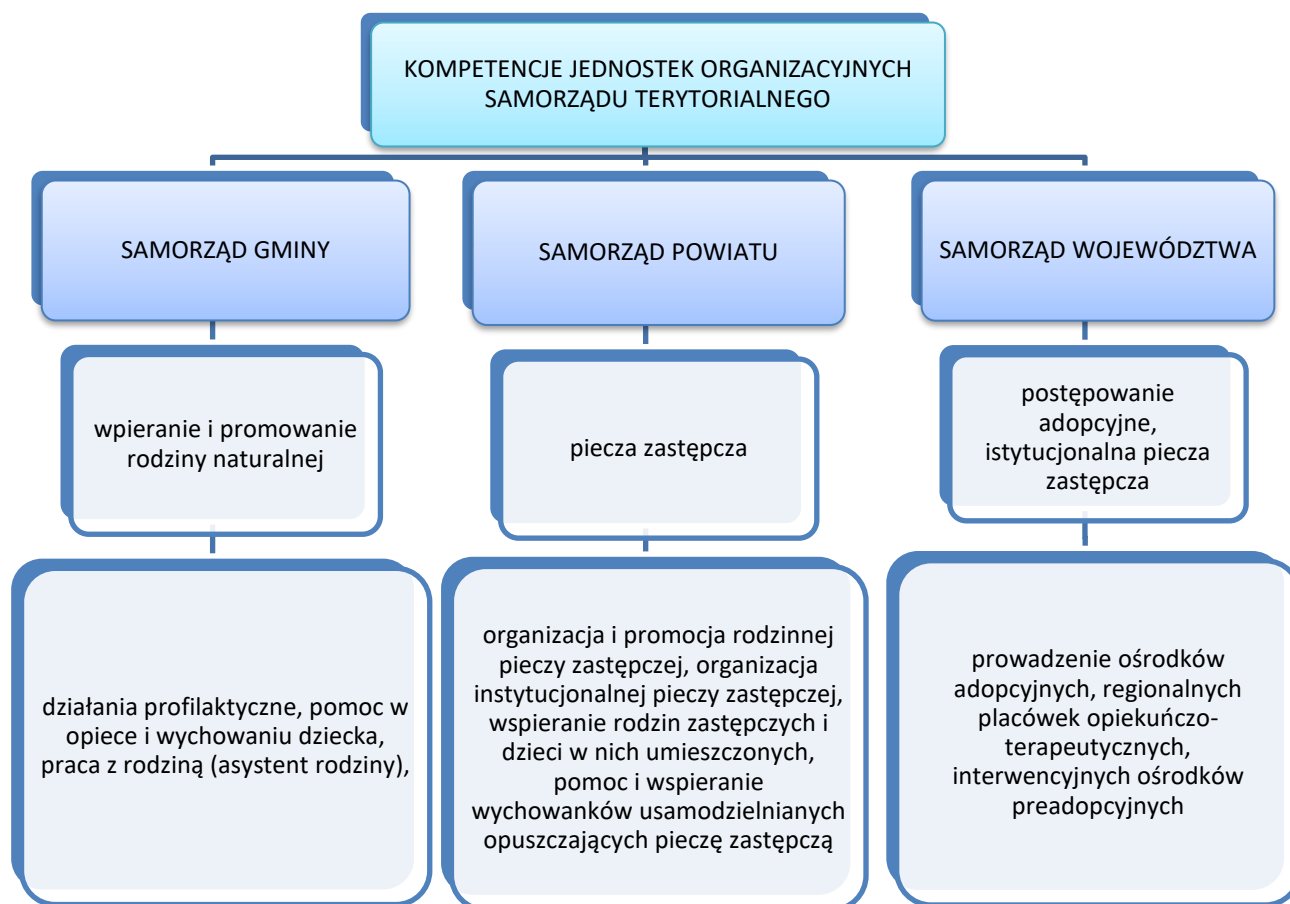 KOMPETENCJE JEDNOSTEK ORGANIZACYJNYCH
SAMORZĄDU TERYTORIALNEGO
SAMORZĄD GMINY
SAMORZĄD POWIATU
SAMORZĄD WOJEWÓDZTWA
wpieranie i promowanie
rodziny naturalnej
piecza zastępcza
postępowanie
adopcyjne,
istytucjonalna piecza
zastępcza
działania profilaktyczne, pomoc w
opiece i wychowaniu dziecka,
praca z rodziną (asystent rodziny),
organizacja i promocja rodzinnej
pieczy zastępczej, organizacja
instytucjonalnej pieczy zastępczej,
wspieranie rodzin zastępczych i
dzieci w nich umieszczonych,
pomoc i wspieranie
wychowanków usamodzielnianych
opuszczających pieczę zastępczą
prowadzenie ośrodków
adopcyjnych, regionalnych
placówek opiekuńczo-
terapeutycznych,
interwencyjnych ośrodków
preadopcyjnych